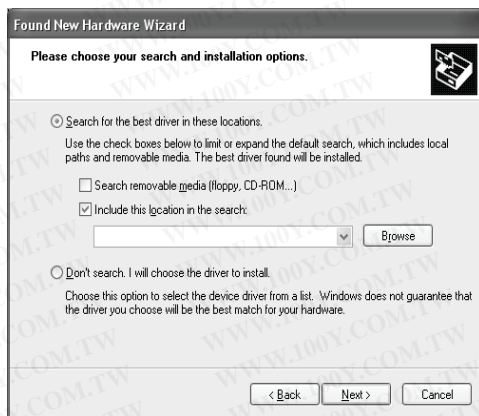 Found New Hardware Wizard
Please choose your search and installation options.
Search for the best driver in these locations.
Use the check boxes below to limit or expand the default search, which includes local
paths and removable media. The best driver found will be installed.
Search removable media (floppy, CD-ROM...)
Include this location in the search:
Browse
Don't search. I will choose the driver to install.
Choose this option to select the device driver from a list. Windows does not guarantee that
the driver you choose will be the best match for your hardware.
< Back
Next >
Cancel
WWW.100Y.COM.TW